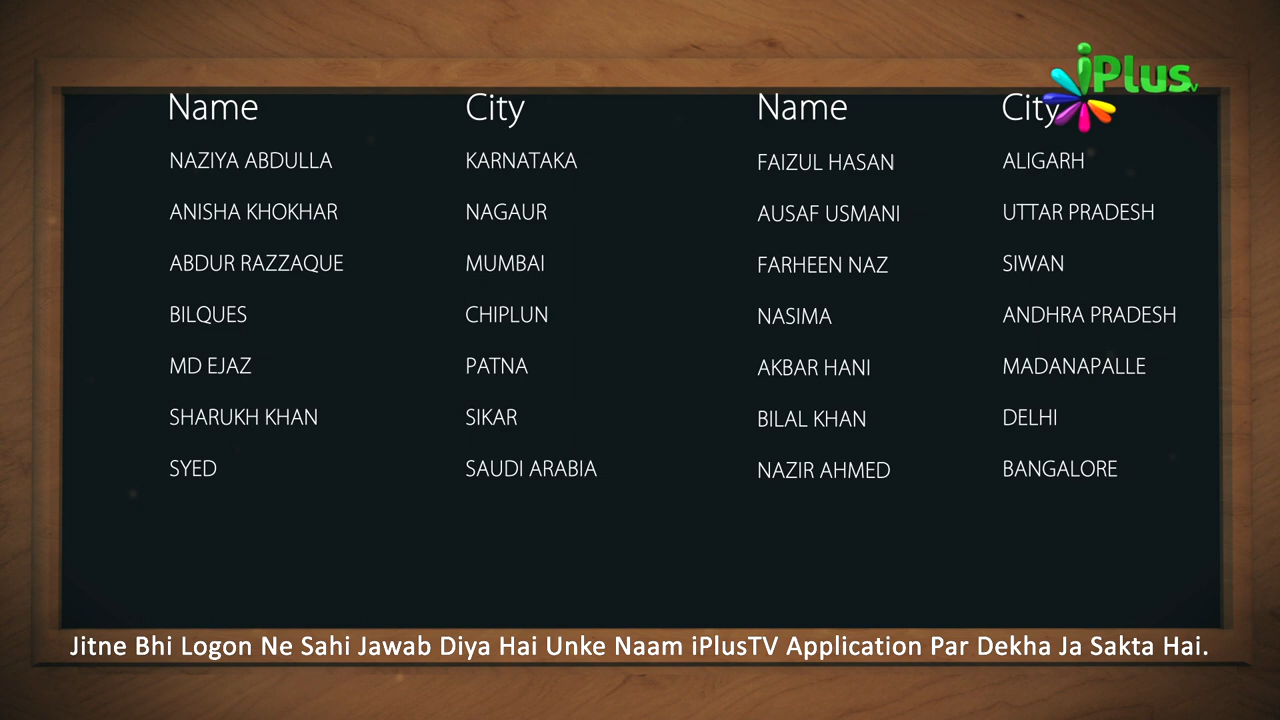 iPlus TV
Name City Name City
NAZIYA ABDULLA KARNATAKA FAIZUL HASAN ALIGARH
ANISHA KHOKHAR NAGAUR AUSAF USMANI UTTAR PRADESH
ABDUR RAZZAQUE MUMBAI FARHEEN NAZ SIWAN
BILQUES CHIPLUN NASIMA ANDHRA PRADESH
MD EJAZ PATNA AKBAR HANI MADANAPALLE
SHARUKH KHAN SIKAR BILAL KHAN DELHI
SYED SAUDI ARABIA NAZIR AHMED BANGALORE
Jitne Bhi Logon Ne Sahi Jawab Diya Hai Unke Naam iPlusTV Application Par Dekha Ja Sakta Hai.